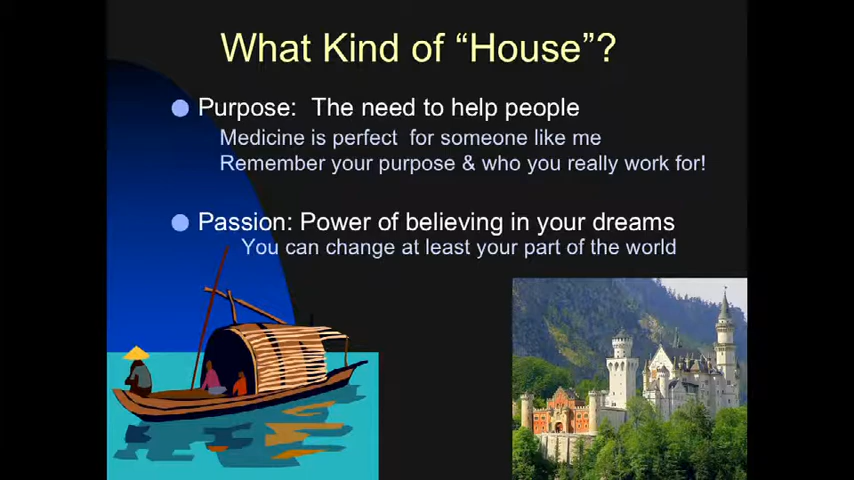 What Kind of “House”?
Purpose: The need to help people
Medicine is perfect for someone like me
Remember your purpose & who you really work for!
Passion: Power of believing in your dreams
You can change at least your part of the world